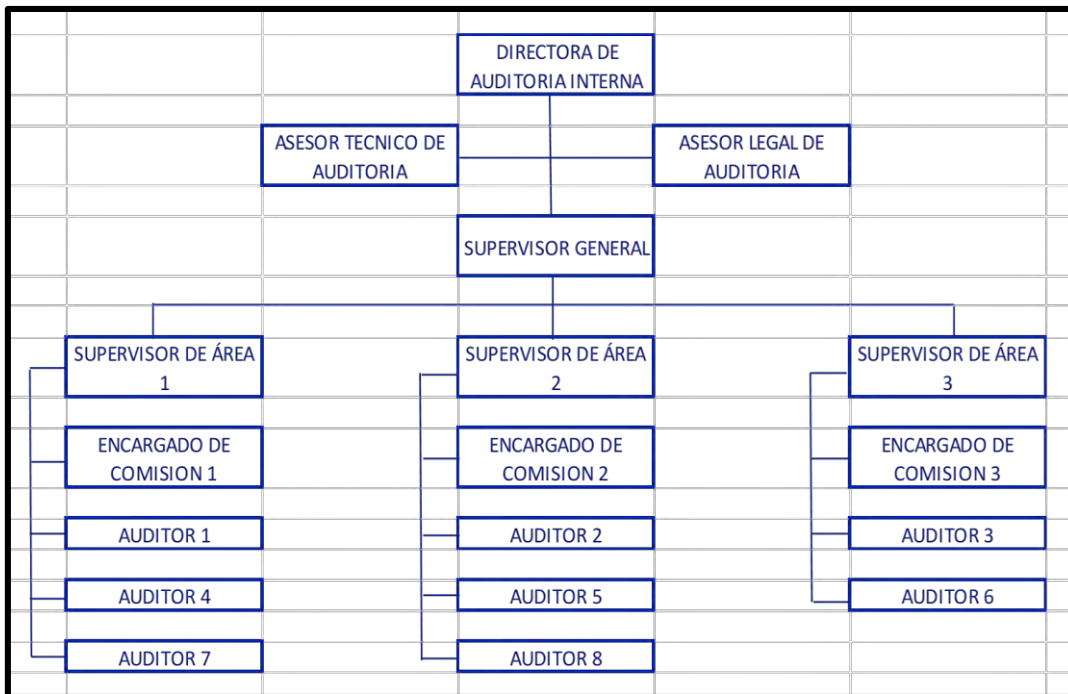 DIRECTORA DE
AUDITORIA INTERNA
ASESOR TECNICO DE
AUDITORIA
ASESOR LEGAL DE
AUDITORIA
SUPERVISOR GENERAL
SUPERVISOR DE ÁREA
1
SUPERVISOR DE ÁREA
2
SUPERVISOR DE ÁREA
3
ENCARGADO DE
COMISION 1
ENCARGADO DE
COMISION 2
ENCARGADO DE
COMISION 3
AUDITOR 1
AUDITOR 2
AUDITOR 3
AUDITOR 4
AUDITOR 5
AUDITOR 6
AUDITOR 7
AUDITOR 8